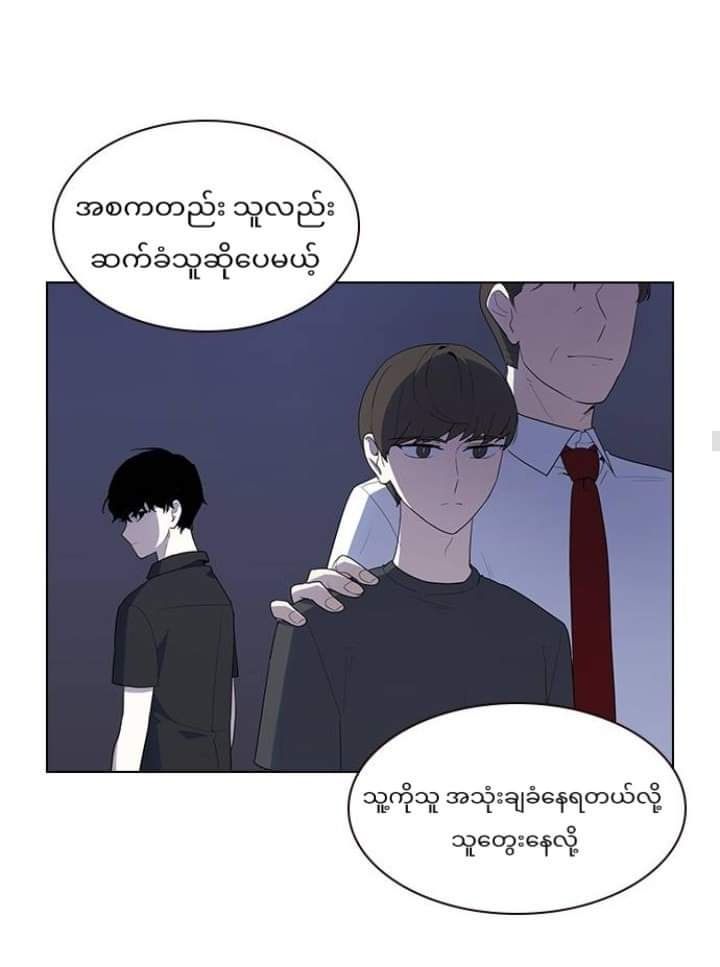 အစကတည်း သူလည်း
ဆက်ခံသူဆိုပေမယ့်
သူ့ကိုသူ အသုံးချခံနေရတယ်လို့
သူတွေးနေလို့